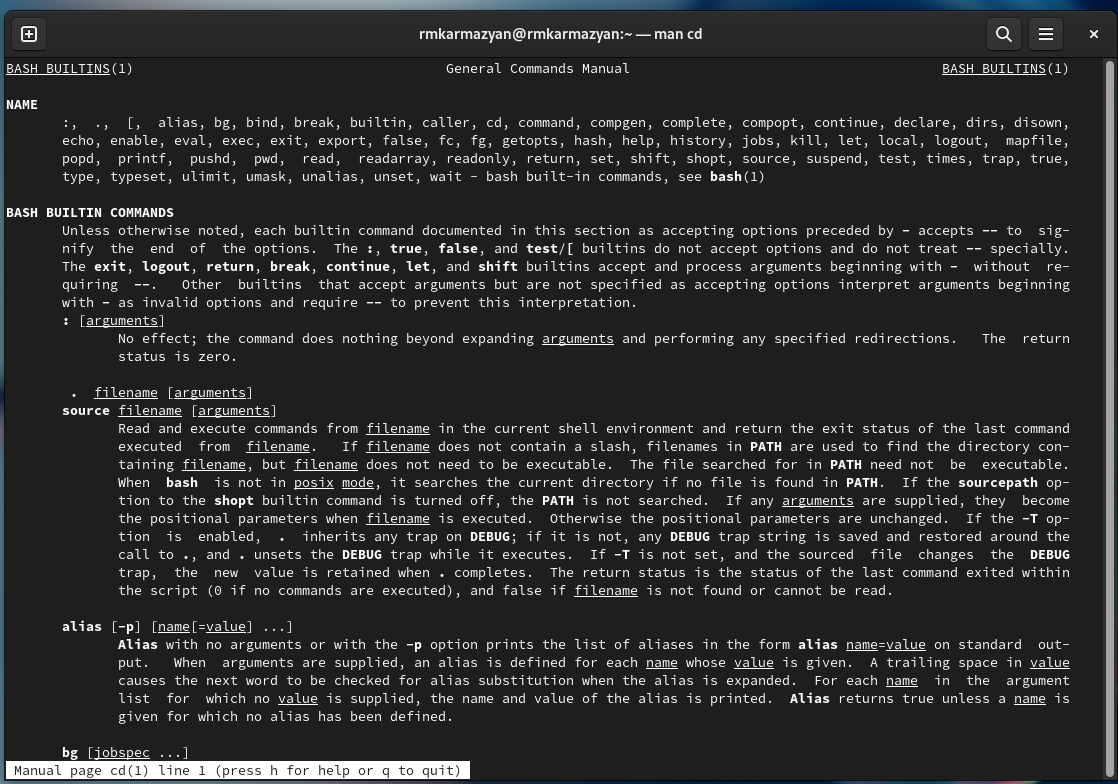 rmkarmazyan@rmkarmazyan:~ — man cd
BASH BUILTINS(1) General Commands Manual BASH BUILTINS(1)
NAME
:, ., [, alias, bg, bind, break, builtin, caller, cd, command, compgen, complete, compopt, continue, declare, dirs, disown,
echo, enable, eval, exec, exit, export, false, fc, fg, getopts, hash, help, history, jobs, kill, let, local, logout, mapfile,
popd, printf, pushd, pwd, read, readarray, readonly, return, set, shift, shopt, source, suspend, test, times, trap, true,
type, typeset, ulimit, umask, unalias, unset, wait - bash built-in commands, see bash(1)
BASH BUILTIN COMMANDS
Unless otherwise noted, each builtin command documented in this section as accepting options preceded by - accepts -- to sig-
nify the end of the options. The :, true, false, and test/[ builtins do not accept options and do not treat -- specially.
The exit, logout, return, break, continue, let, and shift builtins accept and process arguments beginning with - without re-
quiring --. Other builtins that accept arguments but are not specified as accepting options interpret arguments beginning
with - as invalid options and require -- to prevent this interpretation.
: [arguments]
No effect; the command does nothing beyond expanding arguments and performing any specified redirections. The return
status is zero.
. filename [arguments]
source filename [arguments]
Read and execute commands from filename in the current shell environment and return the exit status of the last command
executed from filename. If filename does not contain a slash, filenames in PATH are used to find the directory con-
taining filename, but filename does not need to be executable. The file searched for in PATH need not be executable.
When bash is not in posix mode, it searches the current directory if no file is found in PATH. If the sourcepath op-
tion to the shopt builtin command is turned off, the PATH is not searched. If any arguments are supplied, they become
the positional parameters when filename is executed. Otherwise the positional parameters are unchanged. If the -T op-
tion is enabled, . inherits any trap on DEBUG; if it is not, any DEBUG trap string is saved and restored around the
call to ., and . unsets the DEBUG trap while it executes. If -T is not set, and the sourced file changes the DEBUG
trap, the new value is retained when . completes. The return status is the status of the last command exited within
the script (0 if no commands are executed), and false if filename is not found or cannot be read.
alias [-p] [name[=value] ...]
Alias with no arguments or with the -p option prints the list of aliases in the form alias name=value on standard out-
put. When arguments are supplied, an alias is defined for each name whose value is given. A trailing space in value
causes the next word to be checked for alias substitution when the alias is expanded. For each name in the argument
list for which no value is supplied, the name and value of the alias is printed. Alias returns true unless a name is
given for which no alias has been defined.
bg [jobspec ...]
Manual page cd(1) line 1 (press h for help or q to quit)